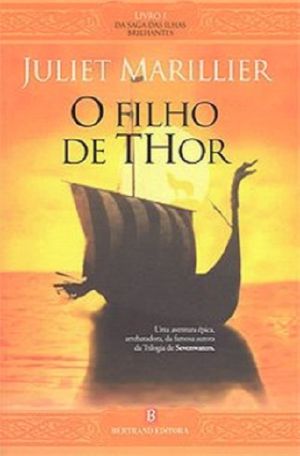 LIVRO I
DA SAGA DAS ILHAS
BRILHANTES
JULIET MARILLIER
O FILHO
DE THOR
Uma aventura épica,
arrebatadora, da famosa autora
da Trilogia de Sevenwaters.
B
BERTRAND EDITORA